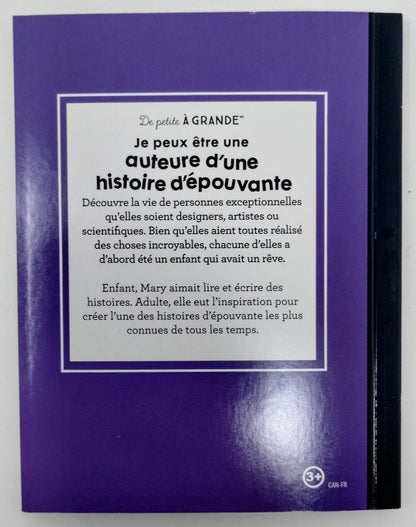 De petite À GRANDE™
Je peux être une
auteure d'une
histoire d'épouvante
Découvre la vie de personnes exceptionnelles
qu'elles soient designers, artistes ou
scientifiques. Bien qu'elles aient toutes réalisé
des choses incroyables, chacune d'elles a
d'abord été un enfant qui avait un rêve.
Enfant, Mary aimait lire et écrire des
histoires. Adulte, elle eut l'inspiration pour
créer l'une des histoires d'épouvante les plus
connues de tous les temps.
3+
CAN-FR